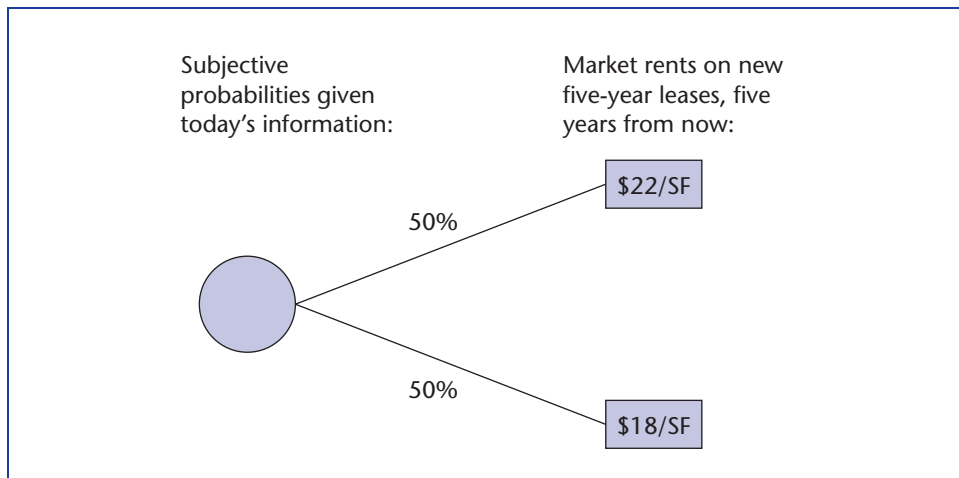 Subjective
probabilities given
today's information:
Market rents on new
five-year leases, five
years from now:
$22/SF
50%
50%
$18/SF